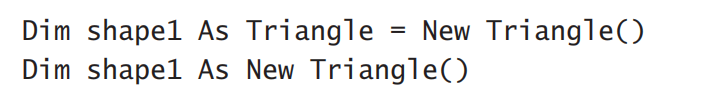 Dim shape1 As Triangle = New Triangle()
Dim shape1 As New Triangle()